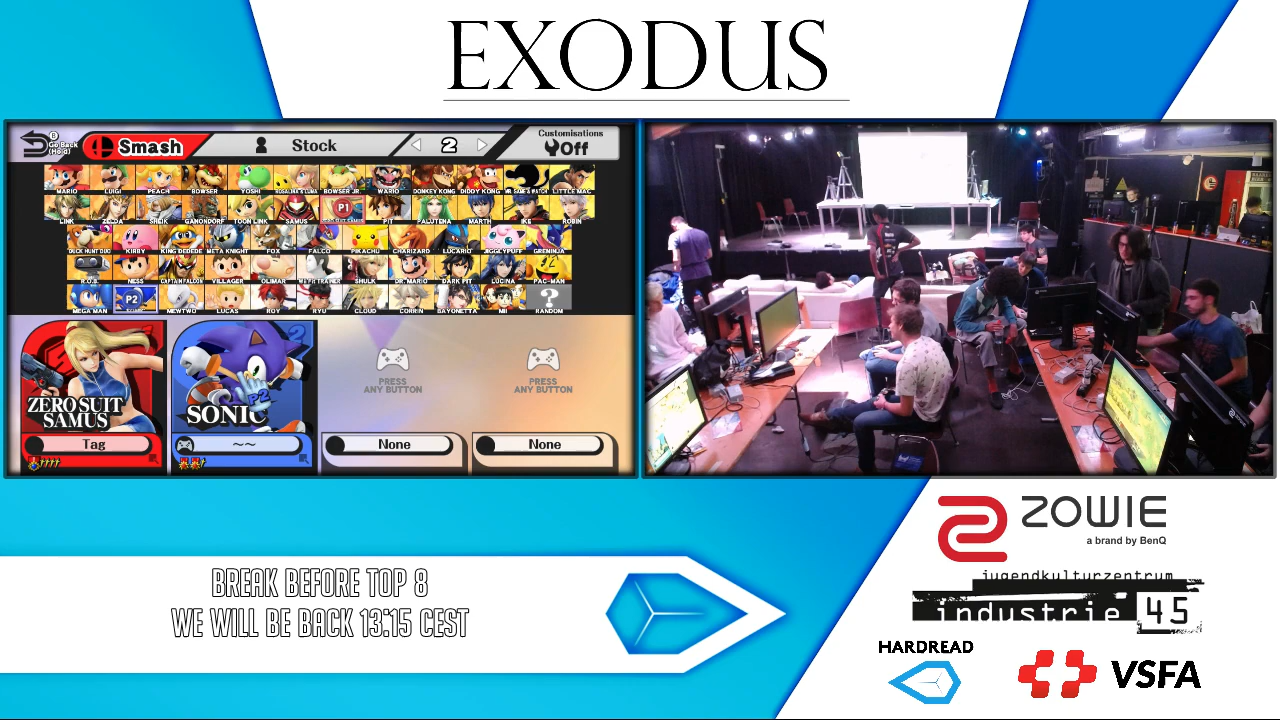 EXODUS
B
Go Back
(Hold)
Smash
Stock
2
Customisations
Off
MARIO LUIGI PEACH BOWSER YOSHI ROSALINA & LUMA BOWSER JR. WARIO DONKEY KONG DIDDY KONG MR. GAME & WATCH LITTLE MAC
LINK ZELDA SHEIK GANONDORF TOON LINK SAMUS P1 ZERO SUIT SAMUS PIT PALUTENA MARTH IKE ROBIN
DUCK HUNT DUO KIRBY KING DEDEDE META KNIGHT FOX FALCO PIKACHU CHARIZARD LUCARIO JIGGLYPUFF GRENINJA
R.O.B. NESS CAPTAIN FALCON VILLAGER OLIMAR WII FIT TRAINER SHULK DR. MARIO DARK PIT LUCINA PAC-MAN
MEGA MAN P2 MEWTWO LUCAS ROY RYU CLOUD CORRIN BAYONETTA MII ? RANDOM
ZERO SUIT
SAMUS
Tag
2
P2
SONIC
~~
PRESS
ANY BUTTON
None
PRESS
ANY BUTTON
None
BREAK BEFORE TOP 8
WE WILL BE BACK 13:15 CEST
ZOWIE
a brand by BenQ
jugendkulturzentrum
industrie 45
HARDREAD
VSFA